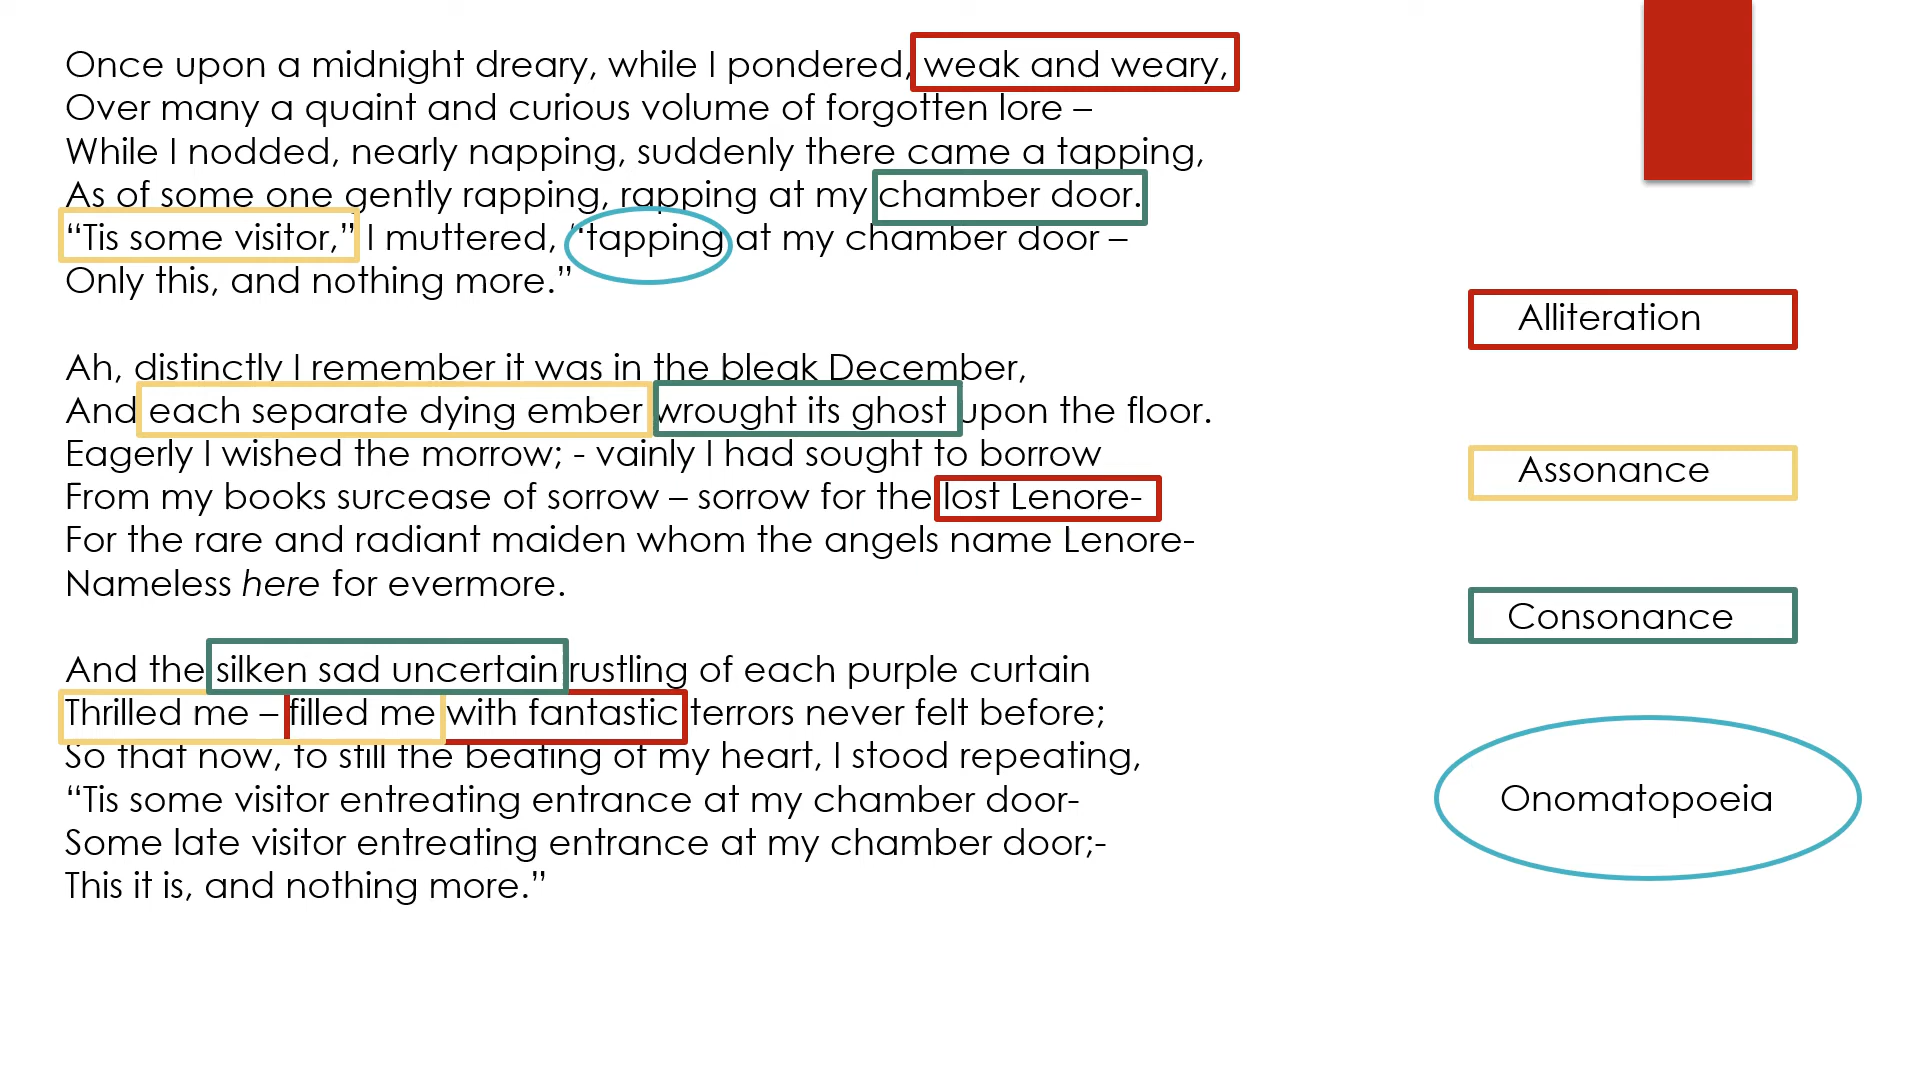 Once upon a midnight dreary, while I pondered, weak and weary,
Over many a quaint and curious volume of forgotten lore –
While I nodded, nearly napping, suddenly there came a tapping,
As of some one gently rapping, rapping at my chamber door.
“Tis some visitor,” I muttered, “tapping at my chamber door –
Only this, and nothing more.”

Ah, distinctly I remember it was in the bleak December,
And each separate dying ember wrought its ghost upon the floor.
Eagerly I wished the morrow; - vainly I had sought to borrow
From my books surcease of sorrow – sorrow for the lost Lenore-
For the rare and radiant maiden whom the angels name Lenore-
Nameless here for evermore.

And the silken sad uncertain rustling of each purple curtain
Thrilled me – filled me with fantastic terrors never felt before;
So that now, to still the beating of my heart, I stood repeating,
“Tis some visitor entreating entrance at my chamber door-
Some late visitor entreating entrance at my chamber door;-
This it is, and nothing more.”

Alliteration
Assonance
Consonance
Onomatopoeia